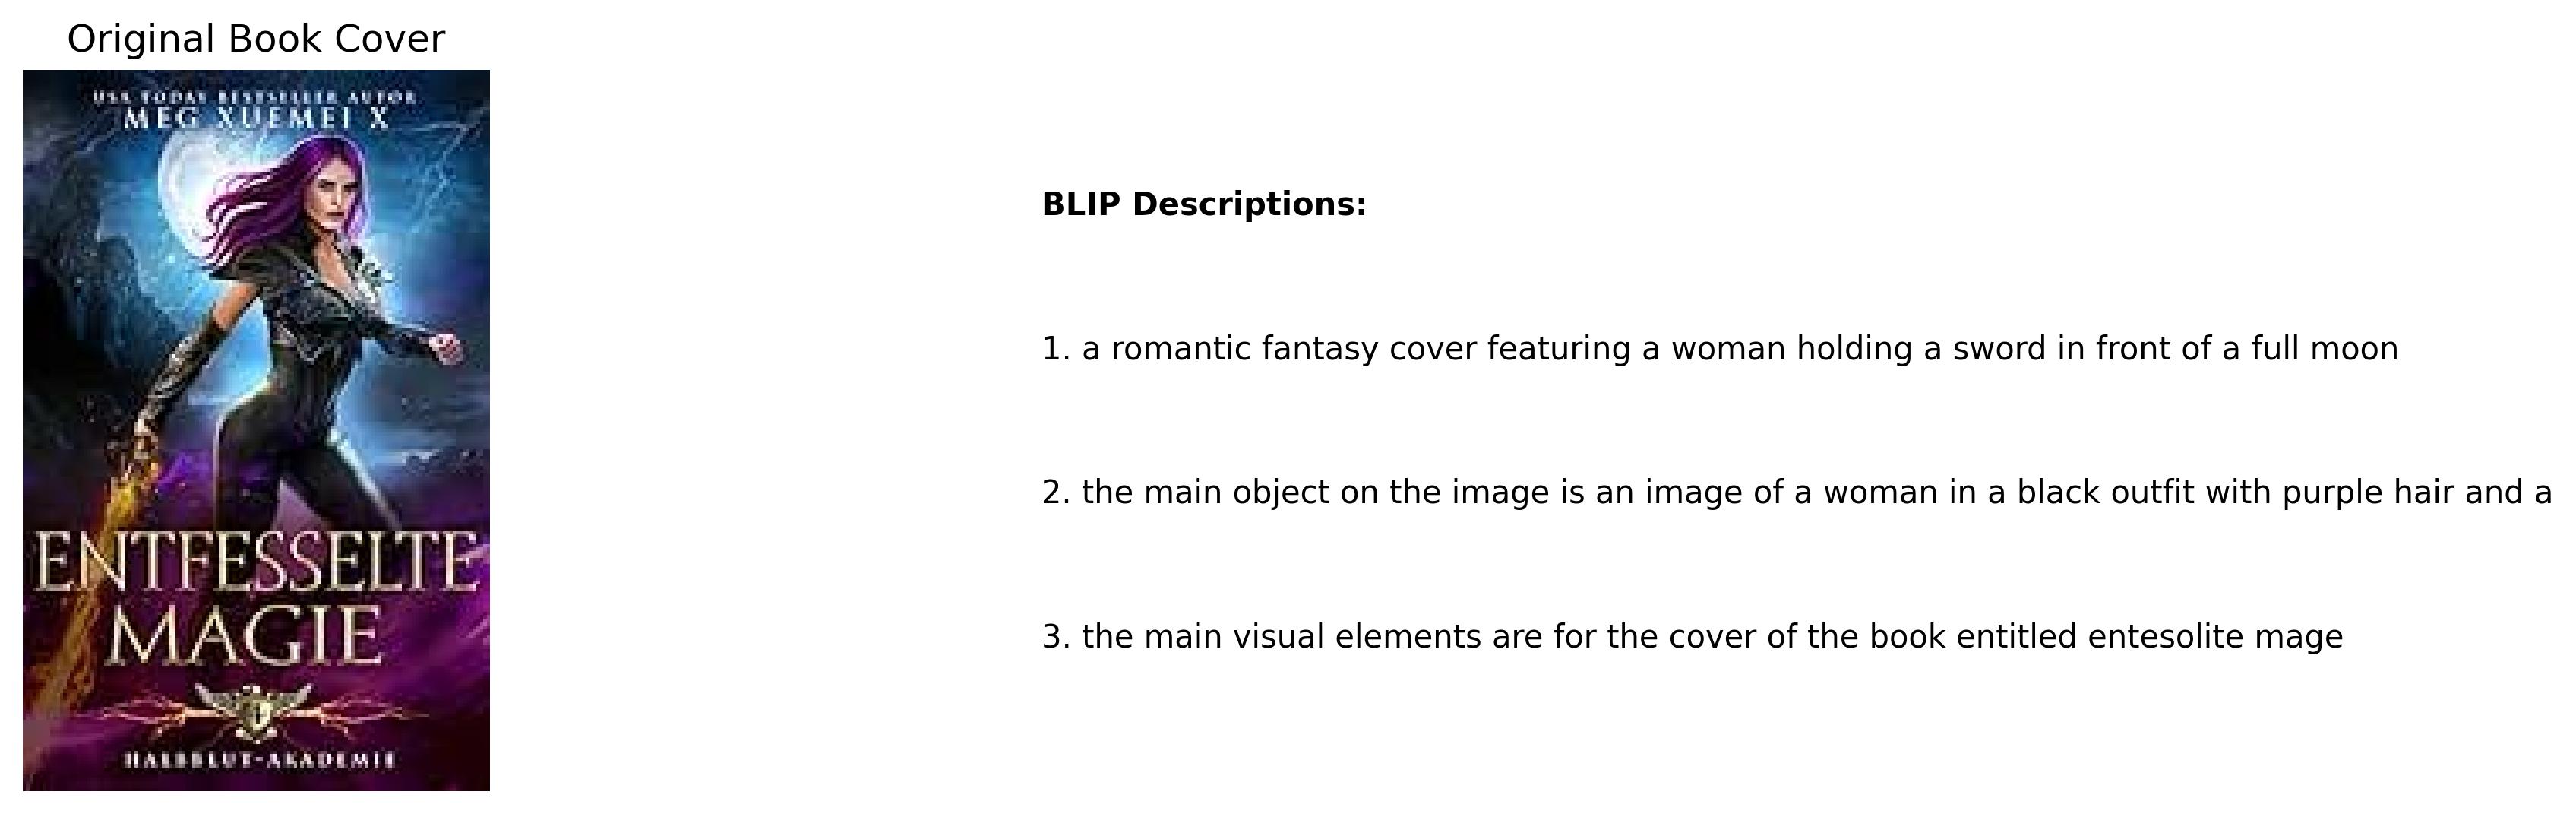 Original Book Cover
USA TODAY BESTSELLER AUTOR
MEG XUEMEI X
ENTFESSELTE
MAGIE
1
HALBBLUT-AKADEMIE
BLIP Descriptions:
1. a romantic fantasy cover featuring a woman holding a sword in front of a full moon
2. the main object on the image is an image of a woman in a black outfit with purple hair and a
3. the main visual elements are for the cover of the book entitled entesolite mage